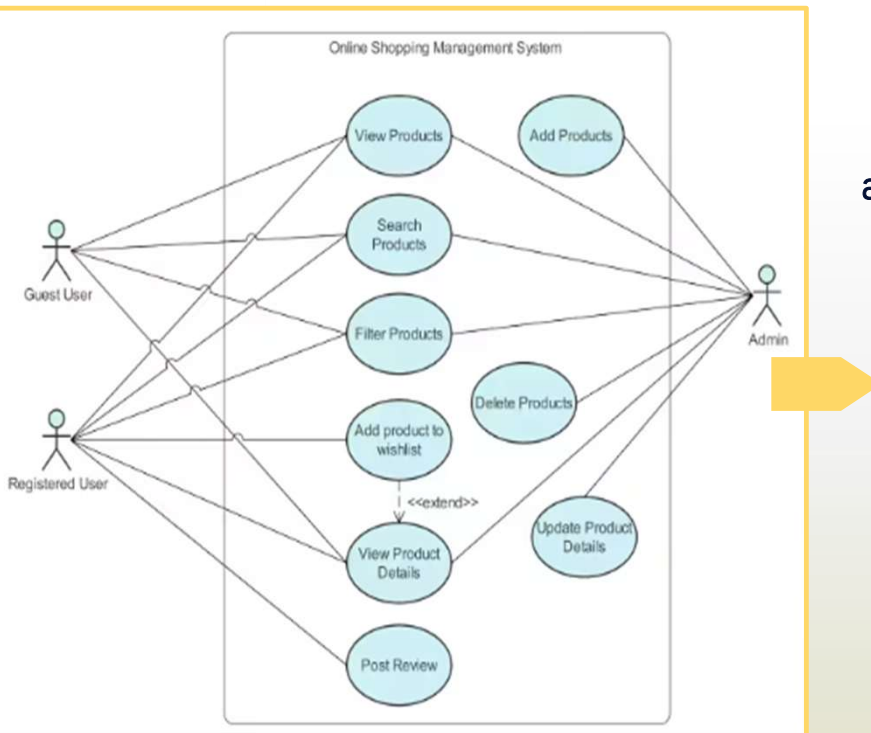 Online Shopping Management System
View Products
Add Products
Search
Products
Guest User
Filter Products
Admin
Delete Products
Add product to
wishlist
Registered User
<<extend>>
Update Product
Details
View Product
Details
Post Review
a